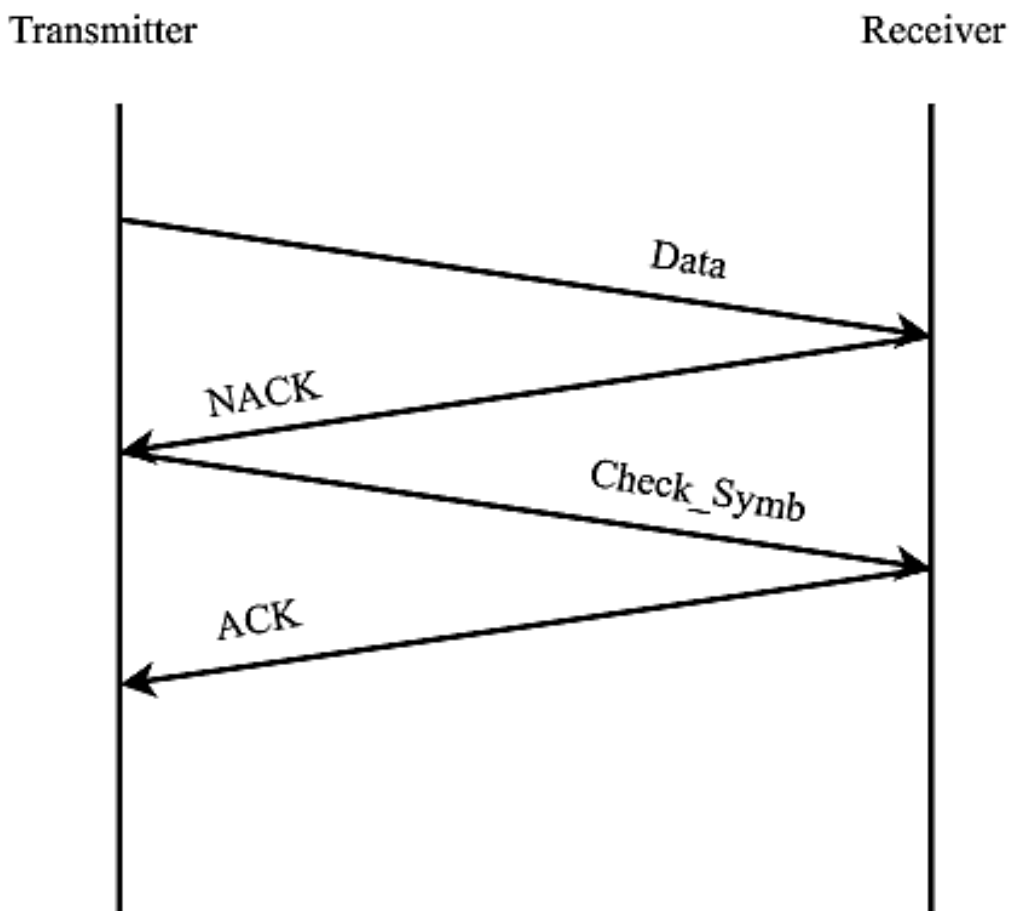 Transmitter
Receiver
Data
NACK
Check_Symb
ACK